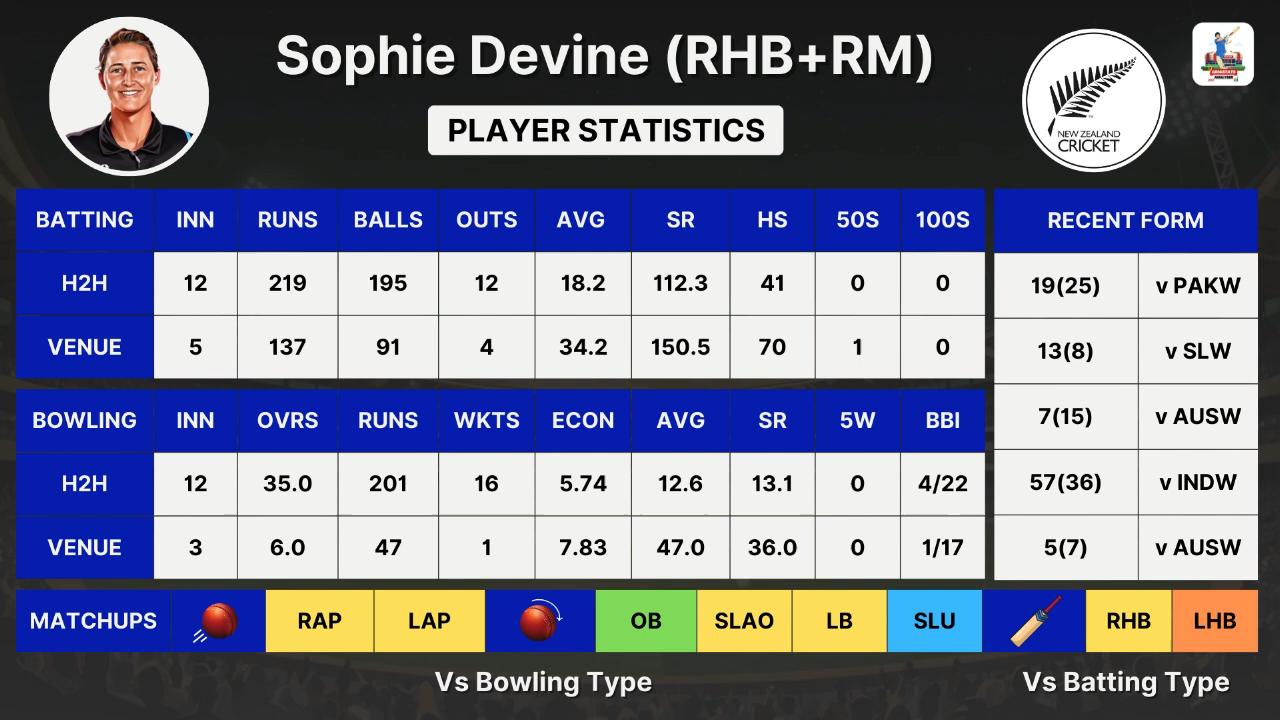 Sophie Devine (RHB+RM)
PLAYER STATISTICS
NEW ZEALAND
CRICKET
BATTING INN RUNS BALLS OUTS AVG SR HS 50S 100S
H2H 12 219 195 12 18.2 112.3 41 0 0
VENUE 5 137 91 4 34.2 150.5 70 1 0
BOWLING INN OVRS RUNS WKTS ECON AVG SR 5W BBI
H2H 12 35.0 201 16 5.74 12.6 13.1 0 4/22
VENUE 3 6.0 47 1 7.83 47.0 36.0 0 1/17
RECENT FORM
19(25) v PAKW
13(8) v SLW
7(15) v AUSW
57(36) v INDW
5(7) v AUSW
MATCHUPS RAP LAP OB SLAO LB SLU RHB LHB
Vs Bowling Type Vs Batting Type